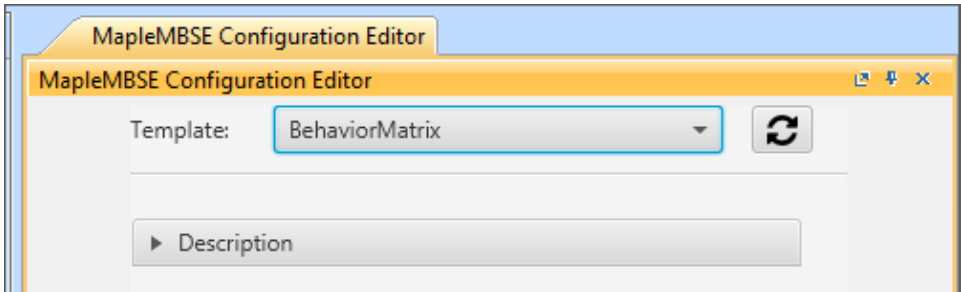 MapleMBSE Configuration Editor
MapleMBSE Configuration Editor
Template: BehaviorMatrix
Description